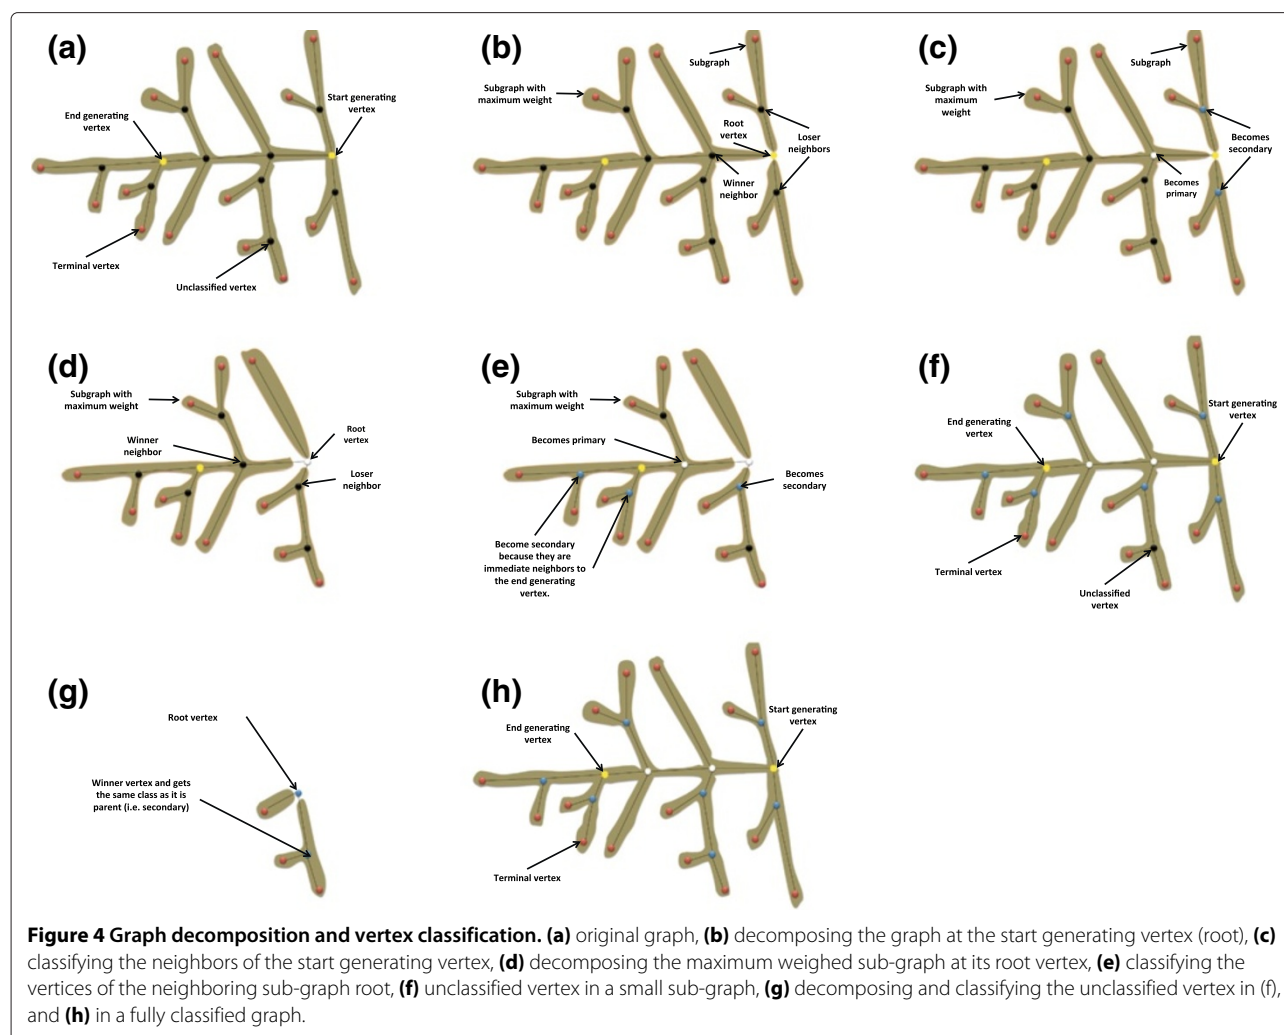 (a)
End generating
vertex
Start generating
vertex
Terminal vertex
Unclassified vertex
(b)
Subgraph
Subgraph with
maximum weight
Root
vertex
Loser
neighbors
Winner
neighbor
(c)
Subgraph
Subgraph with
maximum
weight
Becomes
secondary
Becomes
primary
(d)
Subgraph with
maximum weight
Winner
neighbor
Root
vertex
Loser
neighbor
(e)
Subgraph with
maximum weight
Becomes primary
Becomes
secondary
Become secondary
because they are
immediate neighbors to
the end generating
vertex.
(f)
Start generating
vertex
End generating
vertex
Terminal vertex
Unclassified
vertex
(g)
Root vertex
Winner vertex and gets
the same class as it is
parent (i.e. secondary)
(h)
Start generating
vertex
End generating
vertex
Terminal vertex
Figure 4 Graph decomposition and vertex classification. (a) original graph, (b) decomposing the graph at the start generating vertex (root), (c)
classifying the neighbors of the start generating vertex, (d) decomposing the maximum weighed sub-graph at its root vertex, (e) classifying the
vertices of the neighboring sub-graph root, (f) unclassified vertex in a small sub-graph, (g) decomposing and classifying the unclassified vertex in (f),
and (h) in a fully classified graph.